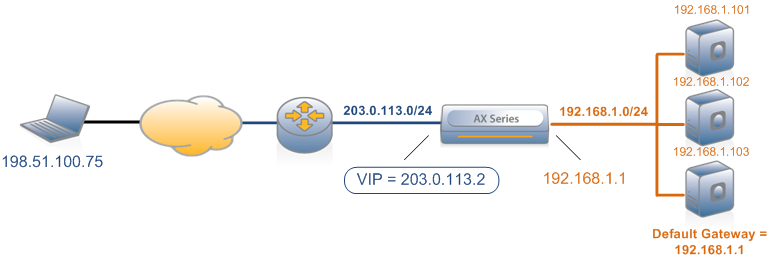 192.168.1.101
203.0.113.0/24
AX Series
192.168.1.0/24
192.168.1.102
198.51.100.75
VIP = 203.0.113.2
192.168.1.1
192.168.1.103
Default Gateway =
192.168.1.1